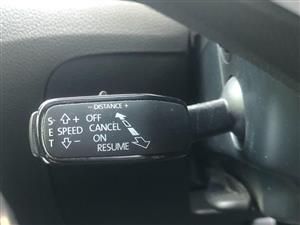 − DISTANCE +
S ⇧+ OFF
E SPEED CANCEL
T ⇩− ON
RESUME